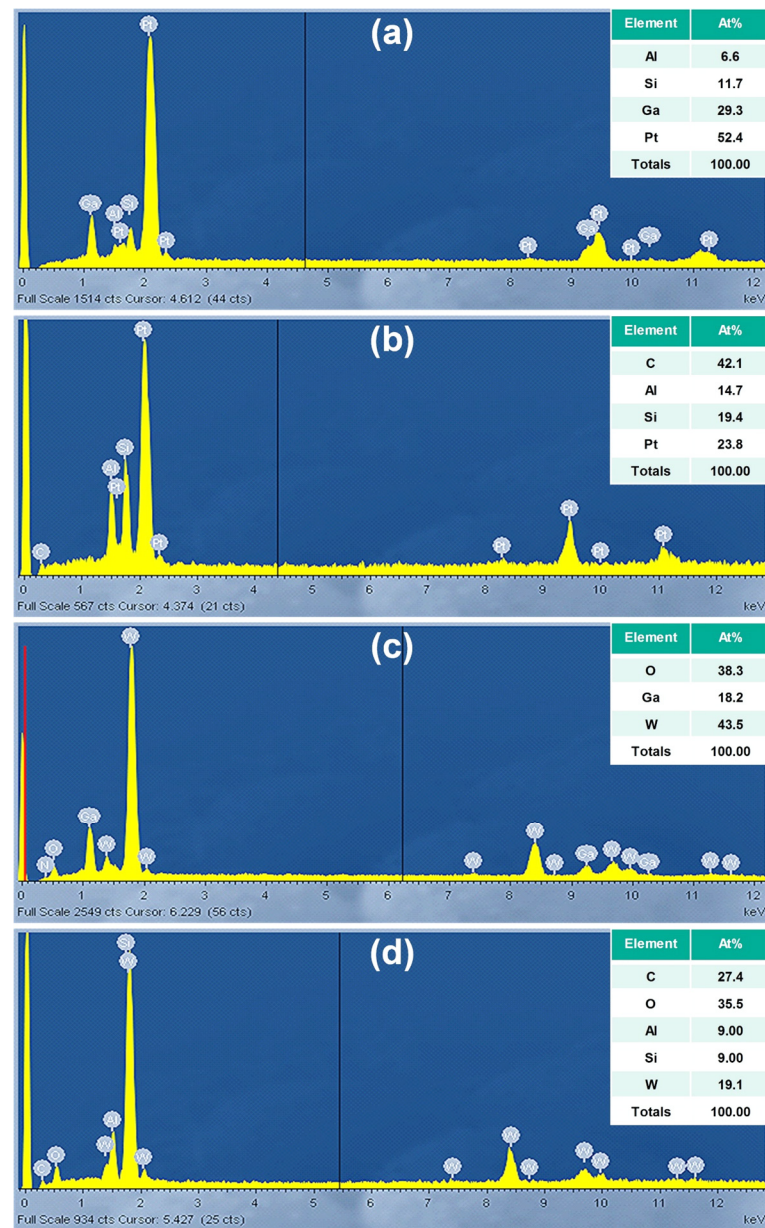 (a)
Element At%
Al 6.6
Si 11.7
Ga 29.3
Pt 52.4
Totals 100.00
Pt
Ga Al Pt Si Pt
Pt Ga Pt Pt Ga Pt
0 1 2 3 4 5 6 7 8 9 10 11 12
Full Scale 1514 cts Cursor: 4.612 (44 cts) keV
(b)
Element At%
C 42.1
Al 14.7
Si 19.4
Pt 23.8
Totals 100.00
Pt
C Al Pt Si Pt
Pt Pt Pt Pt
0 1 2 3 4 5 6 7 8 9 10 11 12
Full Scale 567 cts Cursor: 4.374 (21 cts) keV
(c)
Element At%
O 38.3
Ga 18.2
W 43.5
Totals 100.00
W
N O Ga W W
W W W Ga W W Ga W W
0 1 2 3 4 5 6 7 8 9 10 11 12
Full Scale 2549 cts Cursor: 6.229 (56 cts) keV
(d)
Element At%
C 27.4
O 35.5
Al 9.00
Si 9.00
W 19.1
Totals 100.00
Si
W
C O W Al W
W W W W W W W
0 1 2 3 4 5 6 7 8 9 10 11 12
Full Scale 934 cts Cursor: 5.427 (25 cts) keV